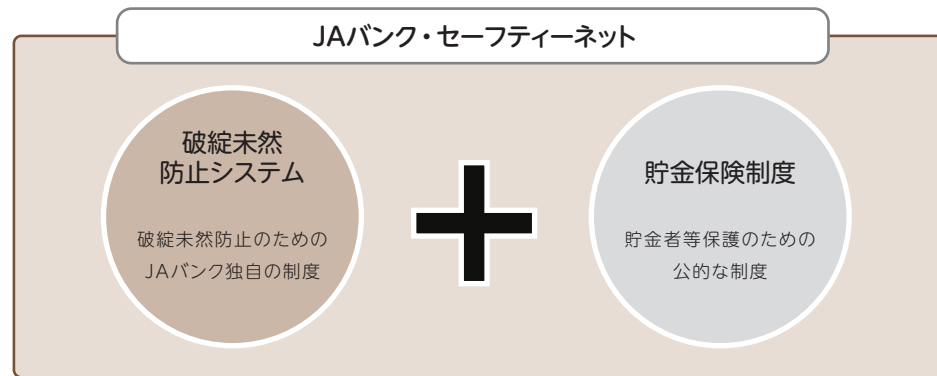 JAバンク・セーフティーネット
破綻未然
防止システム
破綻未然防止のための
JAバンク独自の制度
貯金保険制度
貯金者等保護のための
公的な制度